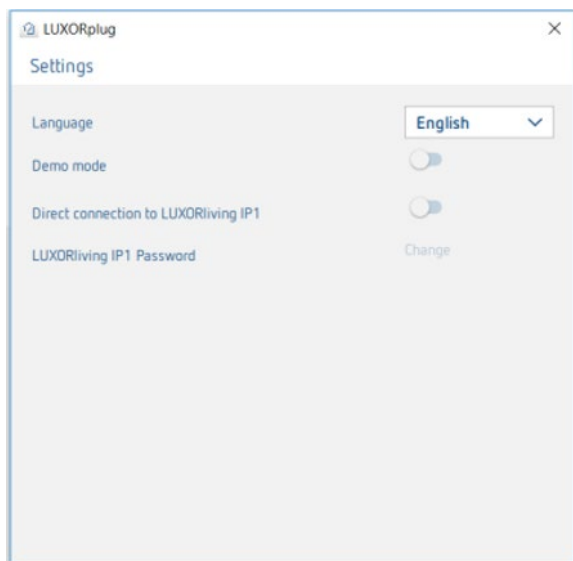 LUXORplug
Settings
Language English
Demo mode
Direct connection to LUXORliving IP1
LUXORliving IP1 Password Change